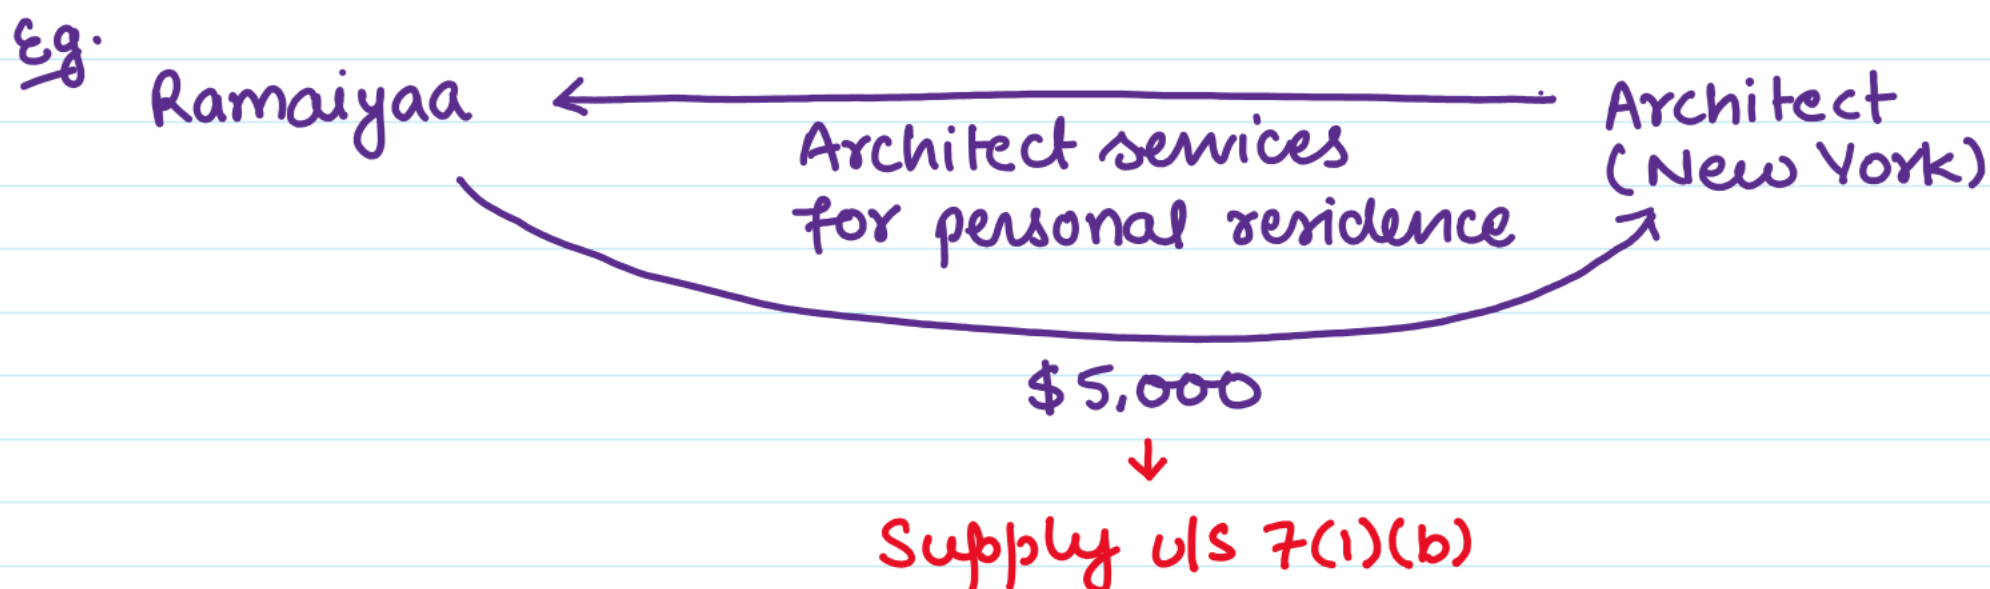 Eg.
Ramaiyaa
Architect services
for personal residence
Architect
(New York)
$5,000
Supply u/s 7(1)(b)